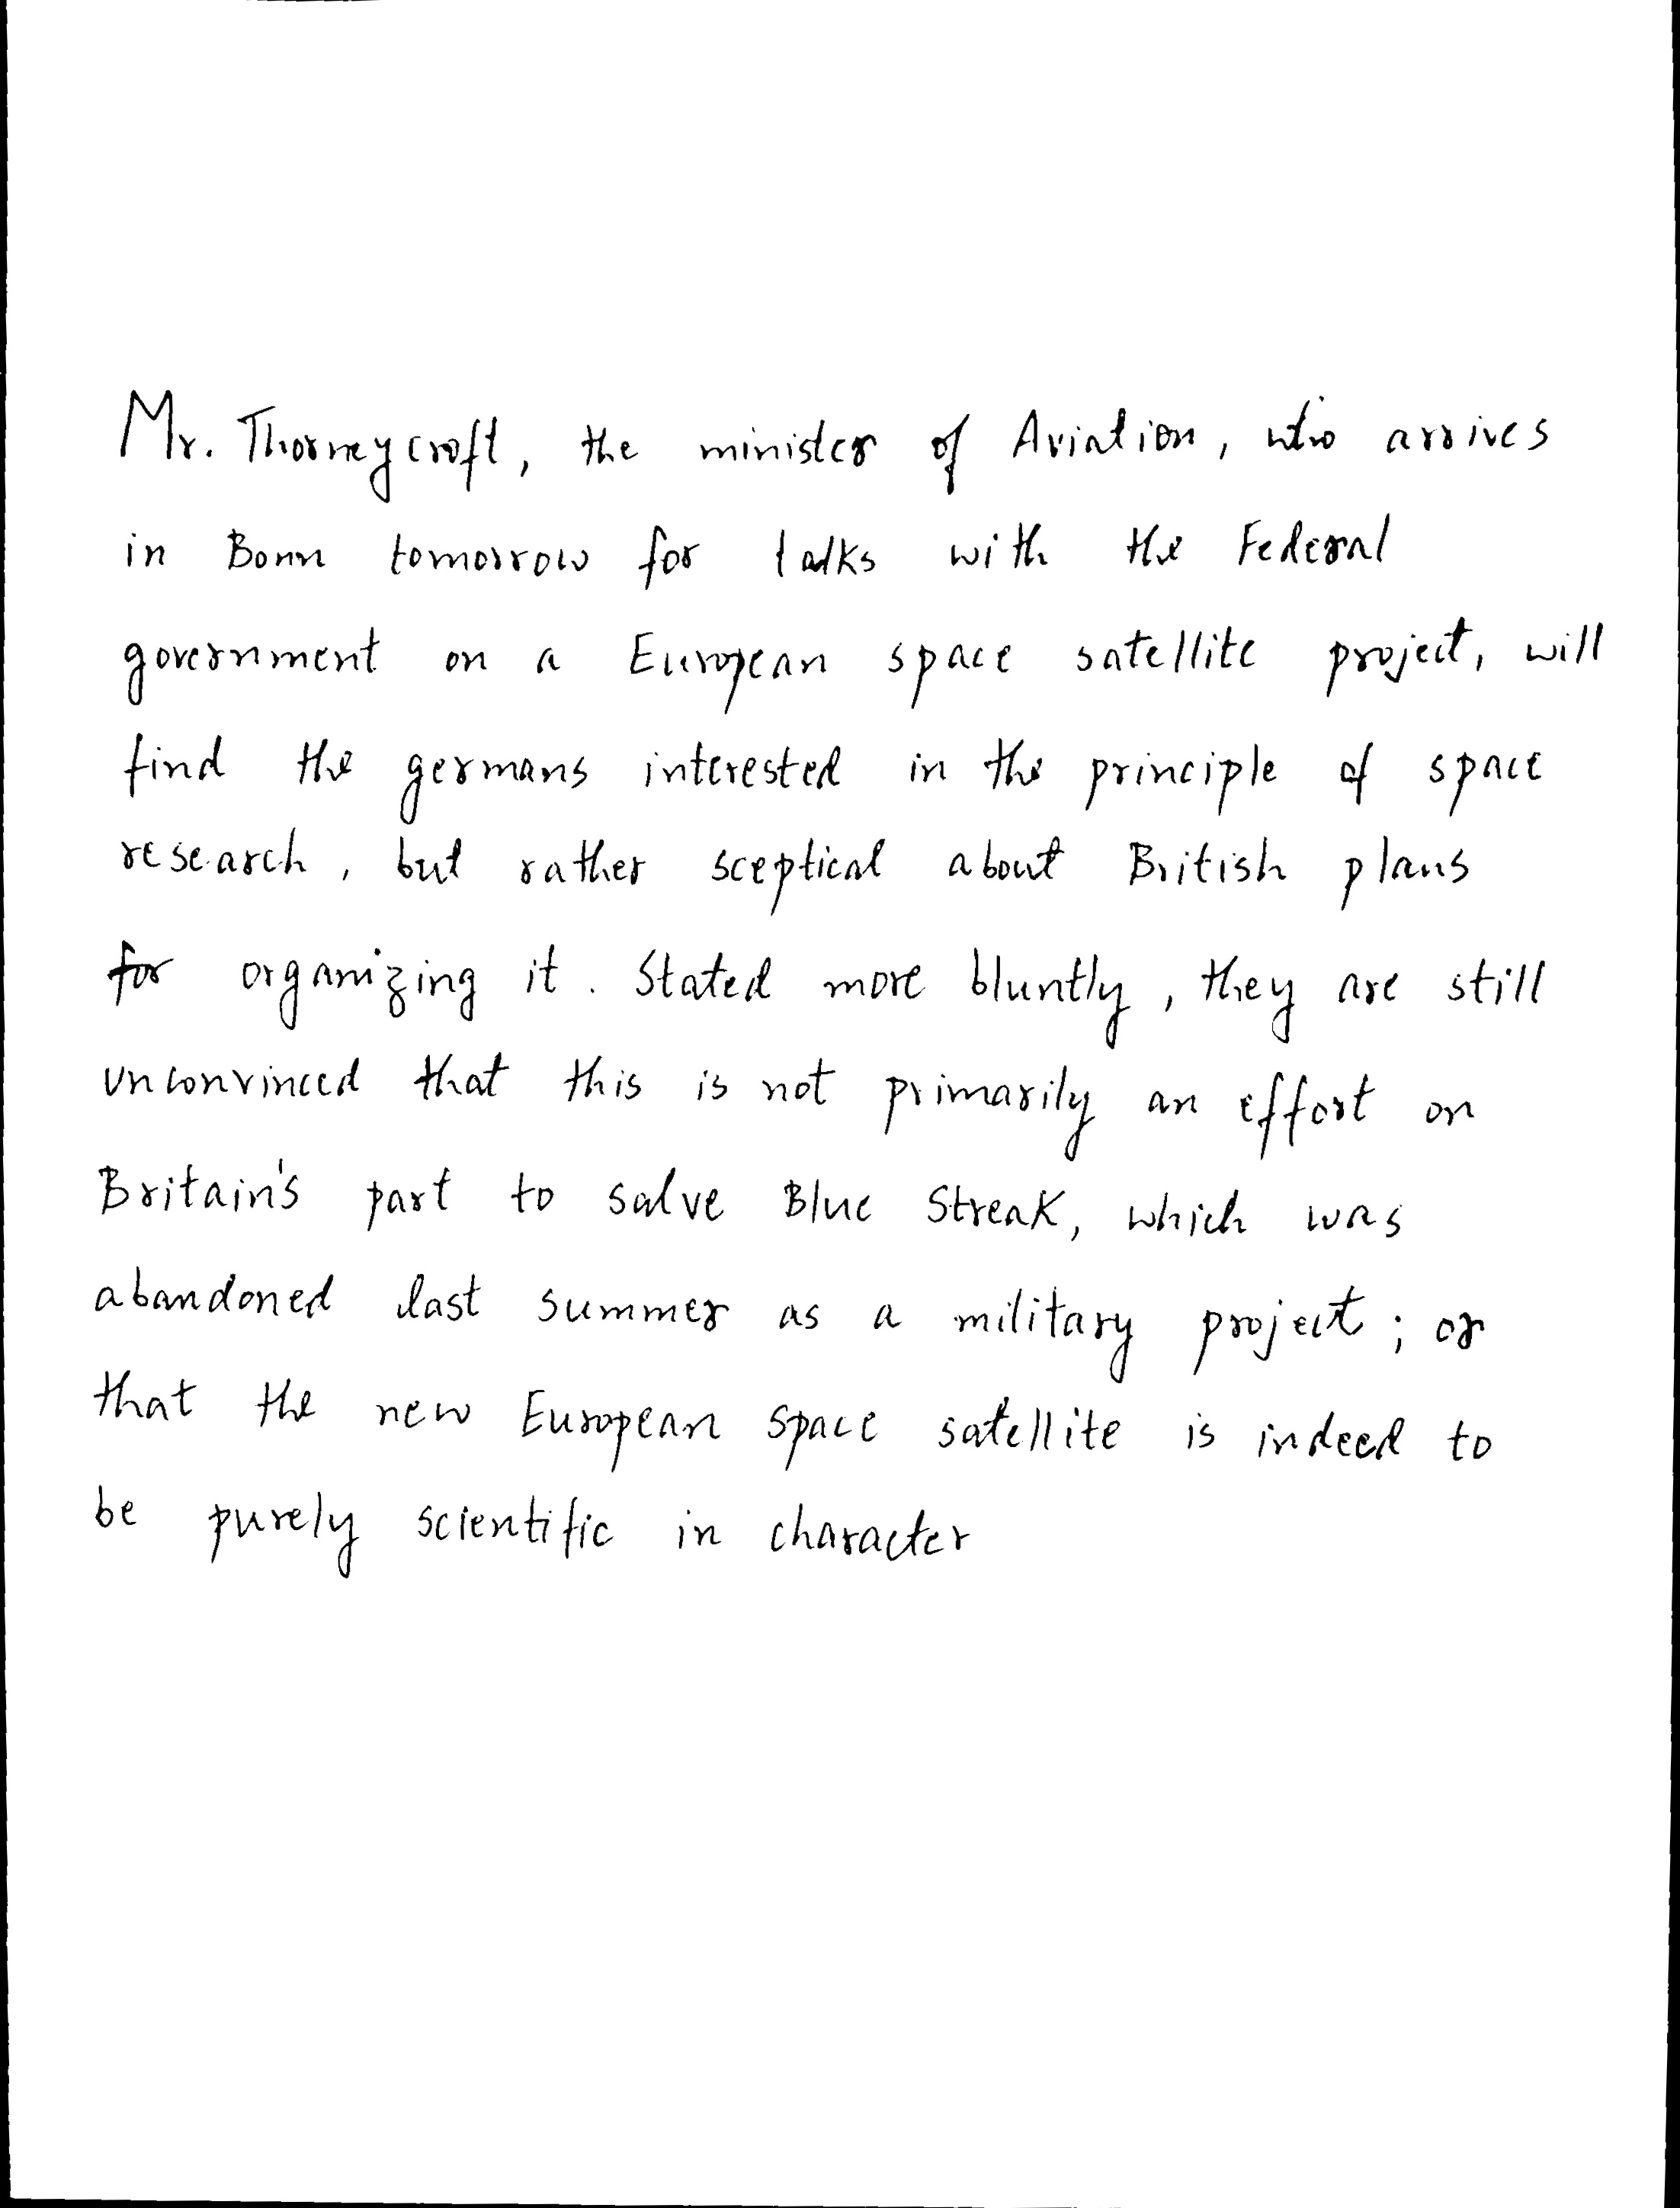 Mr. Thorneycroft, the minister of Aviation, who arrives
in Bonn tomorrow for talks with the Federal
government on a European space satellite project, will
find the germans interested in the principle of space
research, but rather sceptical about British plans
for organizing it. Stated more bluntly, they are still
unconvinced that this is not primarily an effort on
Britain's part to salve Blue Streak, which was
abandoned last summer as a military project; or
that the new European space satellite is indeed to
be purely scientific in character